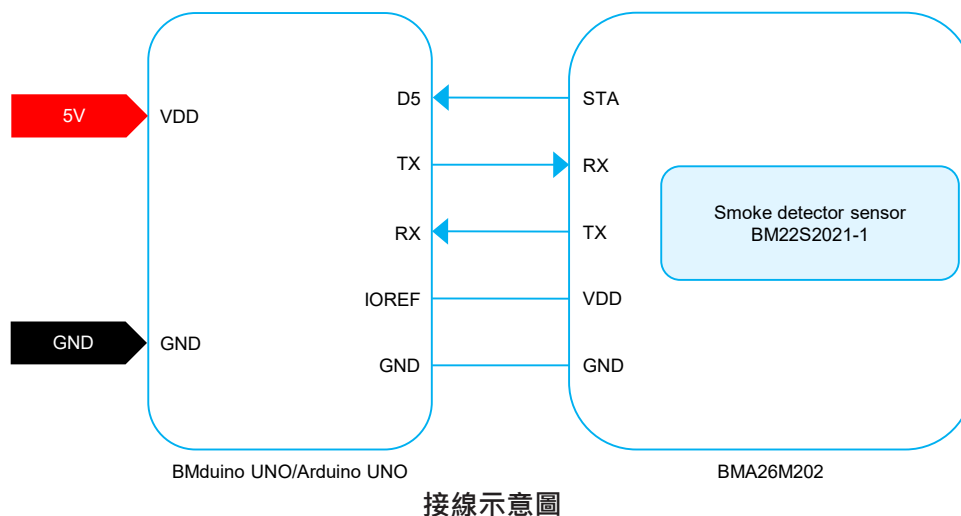 5V
VDD
GND
GND
D5
TX
RX
IOREF
GND
BMduino UNO/Arduino UNO
STA
RX
TX
VDD
GND
Smoke detector sensor
BM22S2021-1
BMA26M202
接線示意圖